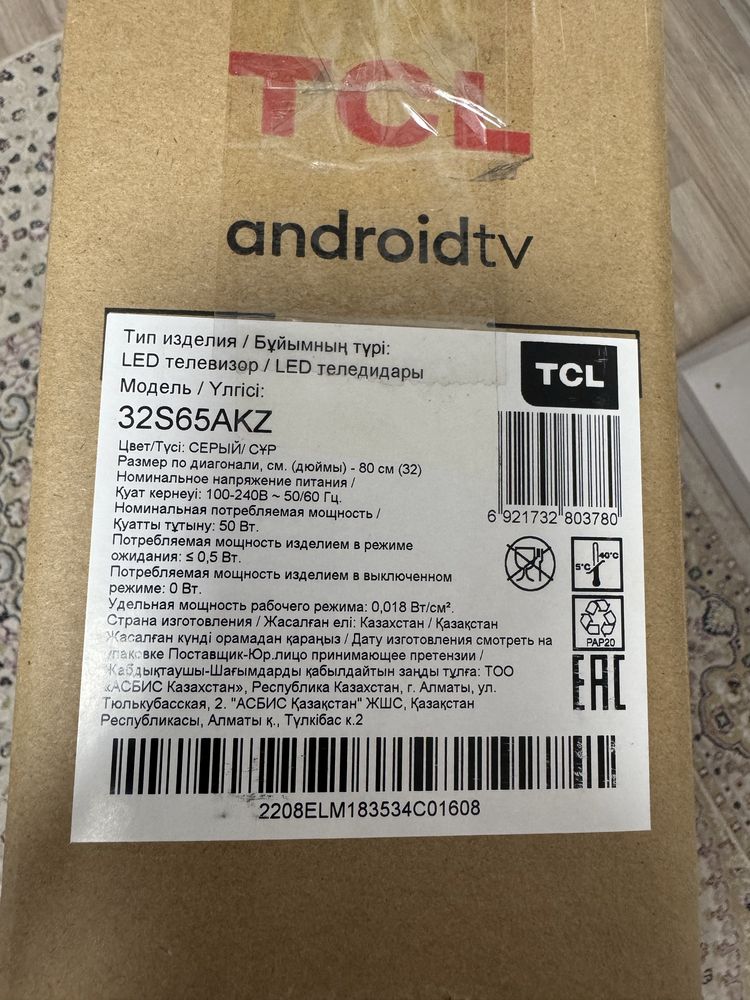 TCL
androidtv
Тип изделия / Бұйымның түрі:
LED телевизор / LED теледидары
Модель / Үлгісі:
32S65AKZ
TCL
Цвет/Түсі: СЕРЫЙ/ СҰР
Размер по диагонали, см. (дюймы) - 80 см (32)
Номинальное напряжение питания /
Қуат кернеуі: 100-240В ~ 50/60 Гц.
Номинальная потребляемая мощность /
Қуатты тұтыну: 50 Вт.
Потребляемая мощность изделием в режиме
ожидания: ≤ 0,5 Вт.
Потребляемая мощность изделием в выключенном
режиме: 0 Вт.
Удельная мощность рабочего режима: 0,018 Вт/см².
Страна изготовления / Жасалған елі: Казахстан / Қазақстан
Жасалған күнді орамадан қараңыз / Дату изготовления смотреть на
упаковке Поставщик-Юр.лицо принимающее претензии /
Жабдықтаушы-Шағымдарды қабылдайтын заңды тұлға: ТОО
«АСБИС Казахстан», Республика Казахстан, г. Алматы, ул.
Тюлькубасская, 2. "АСБИС Қазақстан" ЖШС, Қазақстан
Республикасы, Алматы қ., Түлкібас к.2
6 921732 803780
5°C 40°C
PAP20
EAC
2208ELM183534C01608